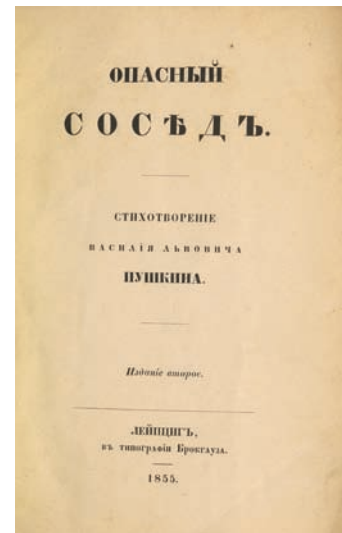 ОПАСНЫЙ
СОСѢДЪ.
СТИХОТВОРЕНІЕ
ВАСИЛІЯ ЛЬВОВИЧА
ПУШКИНА.
Изданіе второе.
ЛЕЙПЦИГЪ,
въ типографіи Брокгауза.
1855.